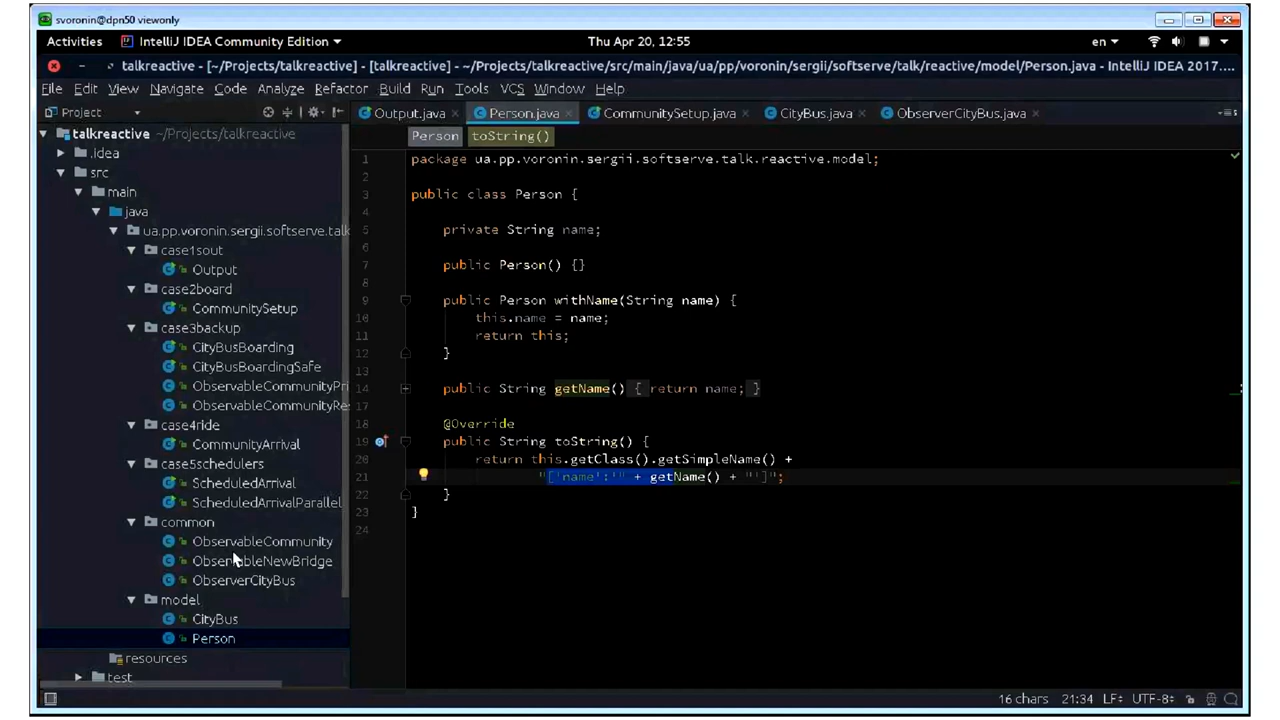 svoronin@dpn50 viewonly
Activities IntelliJ IDEA Community Edition Thu Apr 20, 12:55 en
talkreactive - [~/Projects/talkreactive] - [talkreactive] - ~/Projects/talkreactive/src/main/java/ua/pp/voronin/sergii/softserve/talk/reactive/model/Person.java - IntelliJ IDEA 2017....
File Edit View Navigate Code Analyze Refactor Build Run Tools VCS Window Help
Project Output.java Person.java CommunitySetup.java CityBus.java ObserverCityBus.java
talkreactive ~/Projects/talkreactive
.idea
src
main
java
ua.pp.voronin.sergii.softserve.talk
case1sout
Output
case2board
CommunitySetup
case3backup
CityBusBoarding
CityBusBoardingSafe
ObservableCommunityPri
ObservableCommunityRe
case4ride
CommunityArrival
case5schedulers
ScheduledArrival
ScheduledArrivalParallel
common
ObservableCommunity
ObservableNewBridge
ObserverCityBus
model
CityBus
Person
resources
test
Person toString()
1 package ua.pp.voronin.sergii.softserve.talk.reactive.model;
2
3 public class Person {
4
5 private String name;
6
7 public Person() {}
8
9 public Person withName(String name) {
10 this.name = name;
11 return this;
12 }
13
14 public String getName() { return name; }
17
18 @Override
19 public String toString() {
20 return this.getClass().getSimpleName() +
21 "['name':'" + getName() + "']";
22 }
23 }
24
16 chars 21:34 LF UTF-8